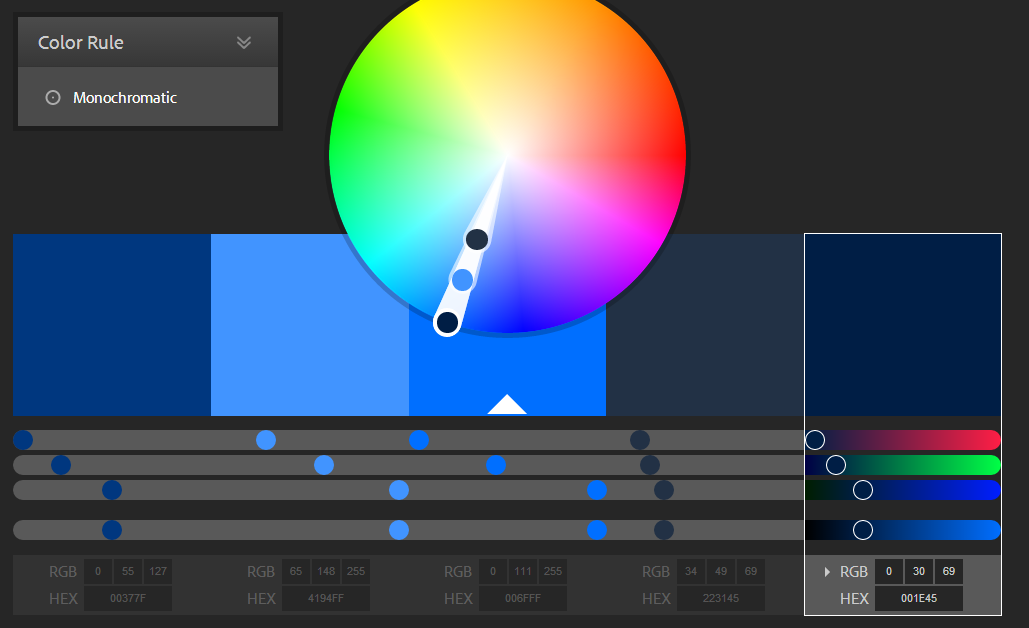 Color Rule
Monochromatic
RGB 0 55 127 RGB 65 148 255 RGB 0 111 255 RGB 34 49 69 RGB 0 30 69
HEX 00377F HEX 4194FF HEX 006FFF HEX 223145 HEX 001E45